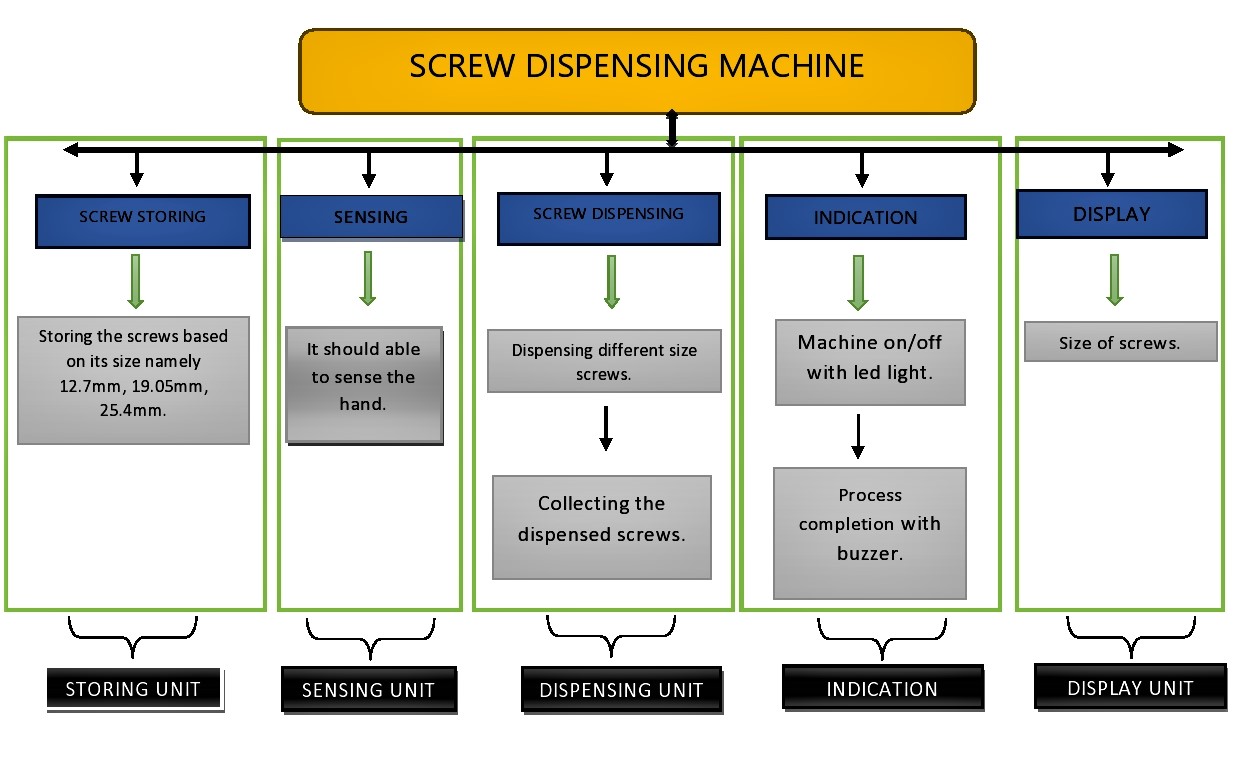 SCREW DISPENSING MACHINE
SCREW STORING
SENSING
SCREW DISPENSING
INDICATION
DISPLAY
Storing the screws based
on its size namely
12.7mm, 19.05mm,
25.4mm.
It should able
to sense the
hand.
Dispensing different size
screws.
Collecting the
dispensed screws.
Machine on/off
with led light.
Process
completion with
buzzer.
Size of screws.
STORING UNIT
SENSING UNIT
DISPENSING UNIT
INDICATION
DISPLAY UNIT